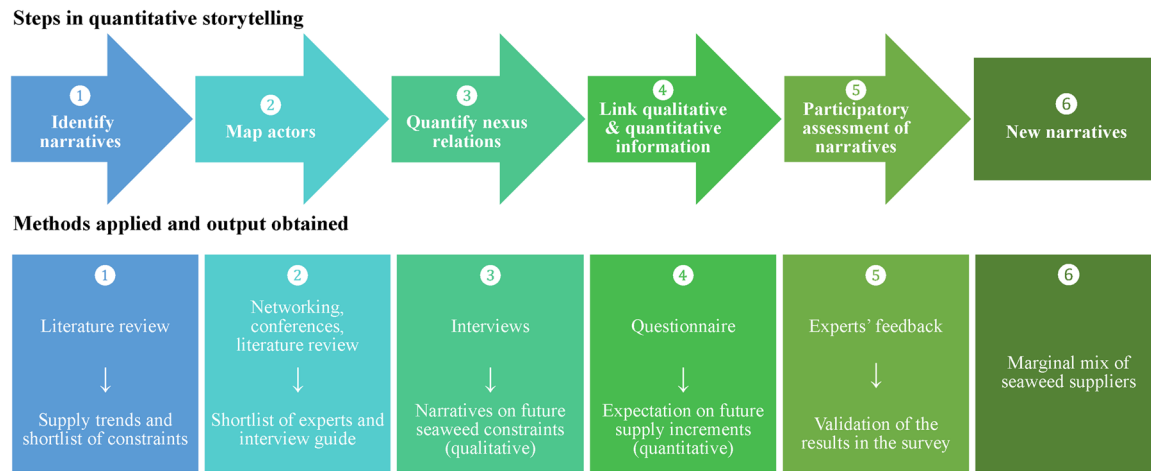 Steps in quantitative storytelling
1
Identify
narratives
2
Map actors
3
Quantify nexus
relations
4
Link qualitative
& quantitative
information
5
Participatory
assessment of
narratives
6
New narratives
Methods applied and output obtained
1
Literature review
↓
Supply trends and
shortlist of constraints
2
Networking,
conferences,
literature review
↓
Shortlist of experts and
interview guide
3
Interviews
↓
Narratives on future
seaweed constraints
(qualitative)
4
Questionnaire
↓
Expectation on future
supply increments
(quantitative)
5
Experts' feedback
↓
Validation of the
results in the survey
6
Marginal mix of
seaweed suppliers